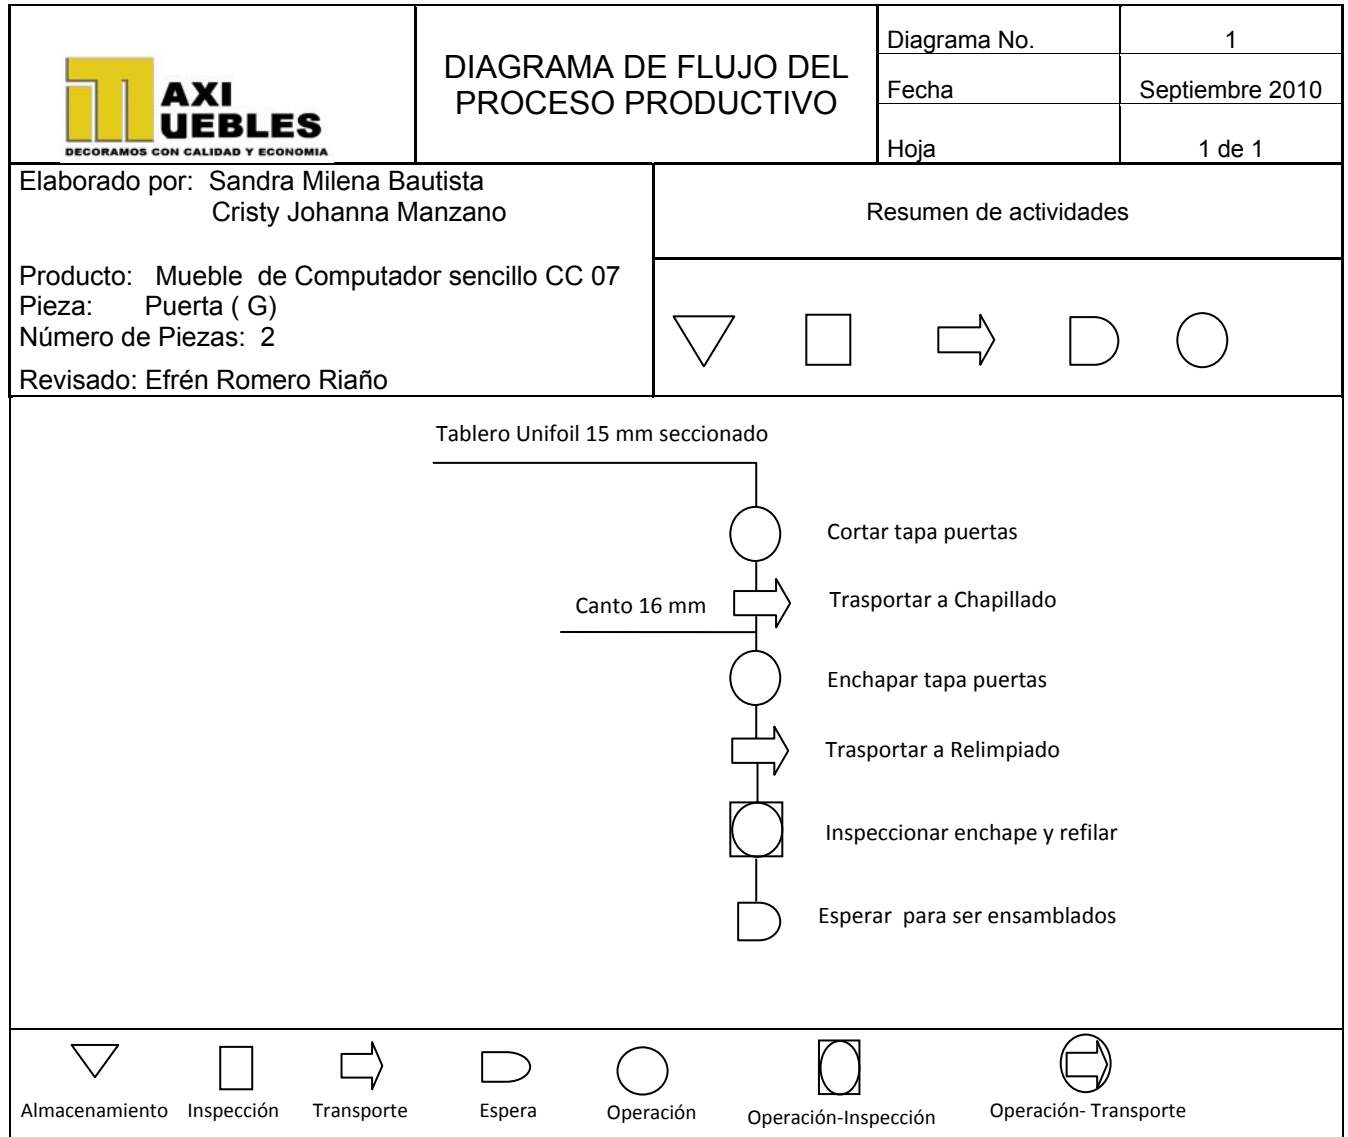 AXI
UEBLES
DECORAMOS CON CALIDAD Y ECONOMIA
DIAGRAMA DE FLUJO DEL
PROCESO PRODUCTIVO
Diagrama No. 1
Fecha Septiembre 2010
Hoja 1 de 1
Elaborado por: Sandra Milena Bautista
Cristy Johanna Manzano
Producto: Mueble de Computador sencillo CC 07
Pieza: Puerta ( G)
Número de Piezas: 2
Revisado: Efrén Romero Riaño
Resumen de actividades
Tablero Unifoil 15 mm seccionado
Cortar tapa puertas
Trasportar a Chapillado
Canto 16 mm
Enchapar tapa puertas
Trasportar a Relimpiado
Inspeccionar enchape y refilar
Esperar para ser ensamblados
Almacenamiento
Inspección
Transporte
Espera
Operación
Operación-Inspección
Operación- Transporte